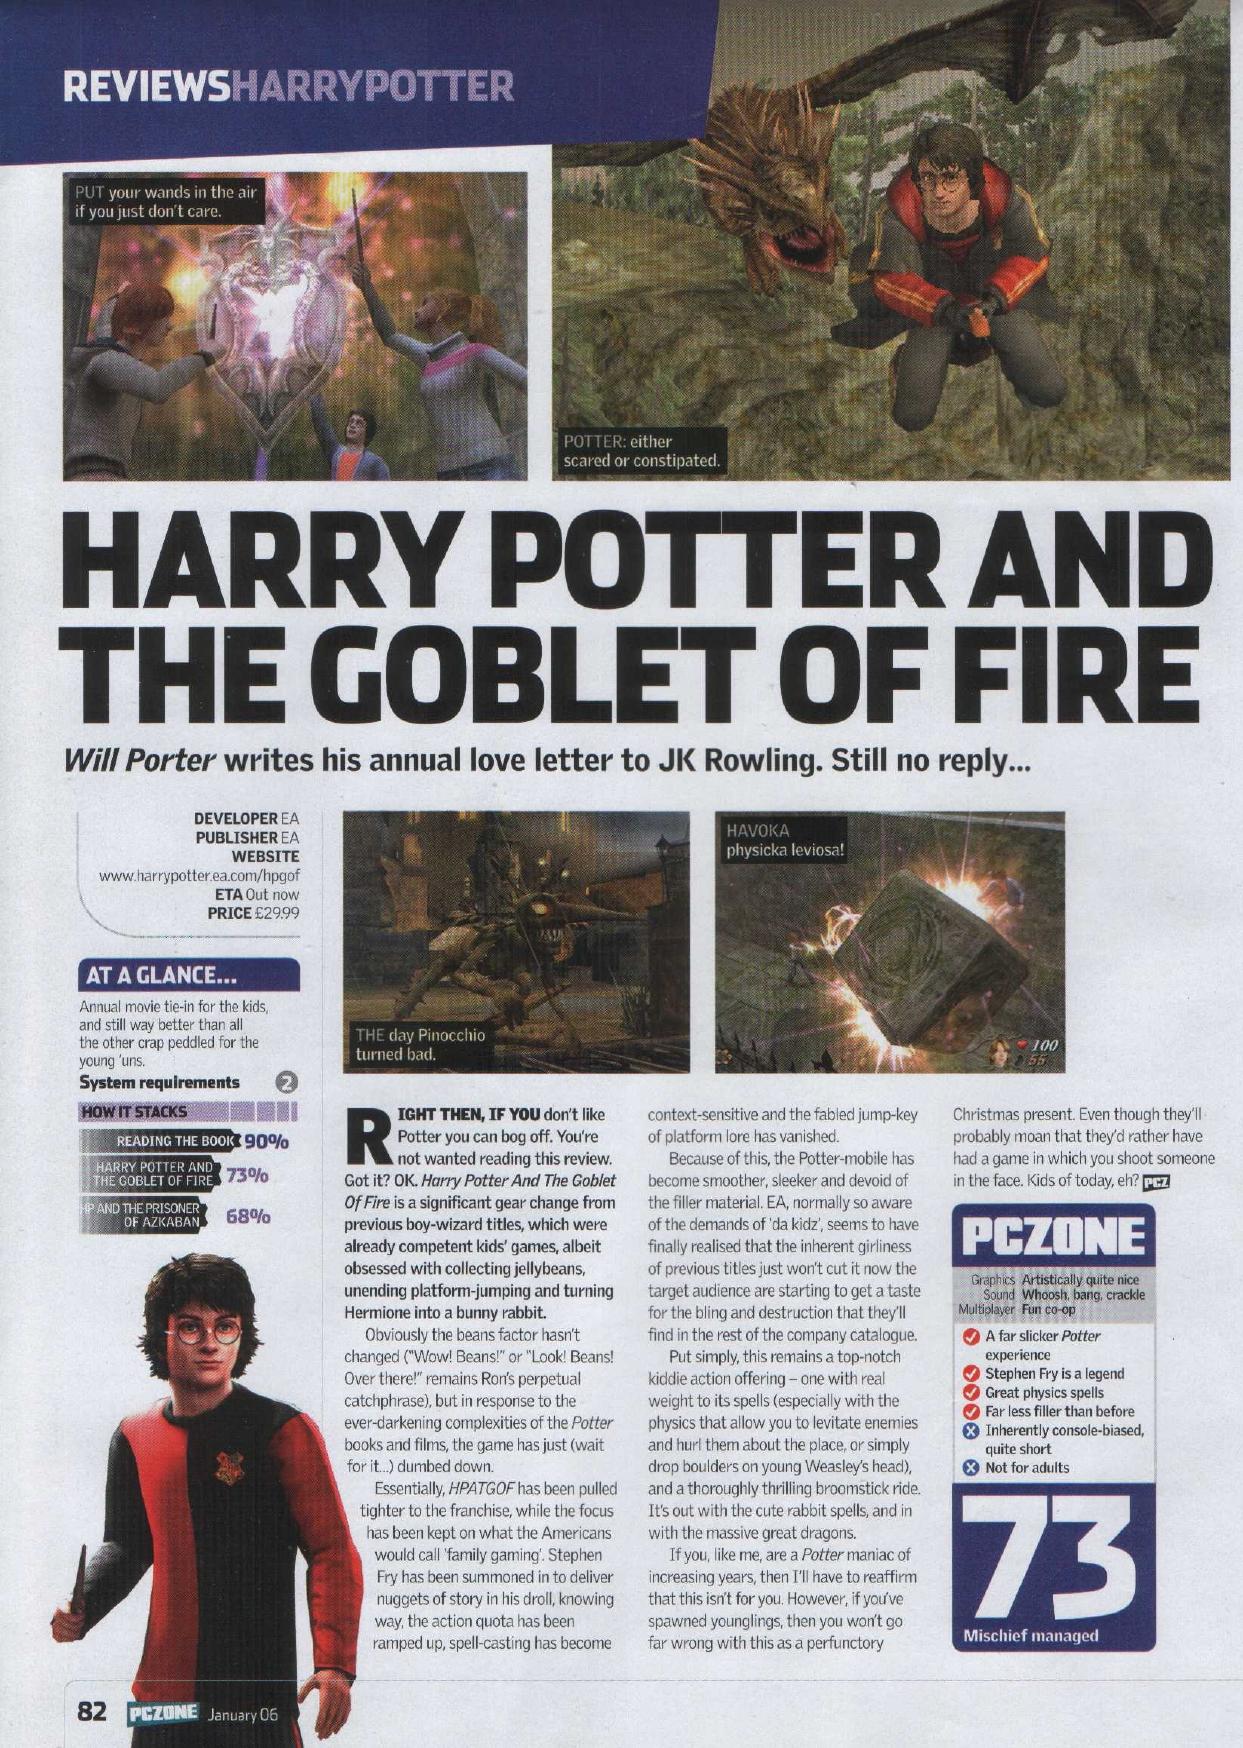 REVIEWSHARRYPOTTER
PUT your wands in the air
if you just don't care.
POTTER: either
scared or constipated.
HARRY POTTER AND
THE GOBLET OF FIRE
Will Porter writes his annual love letter to JK Rowling. Still no reply...
DEVELOPER EA
PUBLISHER EA
WEBSITE
www.harrypotter.ea.com/hpgof
ETA Out now
PRICE £29.99
AT A GLANCE...
Annual movie tie-in for the kids,
and still way better than all
the other crap peddled for the
young 'uns.
System requirements 2
HOW IT STACKS
READING THE BOOK 90%
HARRY POTTER AND
THE GOBLET OF FIRE 73%
HP AND THE PRISONER
OF AZKABAN 68%
THE day Pinocchio
turned bad.
HAVOKA
physicka leviosa!
100
55
RIGHT THEN, IF YOU don't like
Potter you can bog off. You're
not wanted reading this review.
Got it? OK. Harry Potter And The Goblet
Of Fire is a significant gear change from
previous boy-wizard titles, which were
already competent kids' games, albeit
obsessed with collecting jellybeans,
unending platform-jumping and turning
Hermione into a bunny rabbit.
Obviously the beans factor hasn't
changed ("Wow! Beans!" or "Look! Beans!
Over there!" remains Ron's perpetual
catchphrase), but in response to the
ever-darkening complexities of the Potter
books and films, the game has just (wait
for it...) dumbed down.
Essentially, HPATGOF has been pulled
tighter to the franchise, while the focus
has been kept on what the Americans
would call 'family gaming'. Stephen
Fry has been summoned in to deliver
nuggets of story in his droll, knowing
way, the action quota has been
ramped up, spell-casting has become
context-sensitive and the fabled jump-key
of platform lore has vanished.
Because of this, the Potter-mobile has
become smoother, sleeker and devoid of
the filler material. EA, normally so aware
of the demands of 'da kidz', seems to have
finally realised that the inherent girliness
of previous titles just won't cut it now the
target audience are starting to get a taste
for the bling and destruction that they'll
find in the rest of the company catalogue.
Put simply, this remains a top-notch
kiddie action offering – one with real
weight to its spells (especially with the
physics that allow you to levitate enemies
and hurl them about the place, or simply
drop boulders on young Weasley's head),
and a thoroughly thrilling broomstick ride.
It's out with the cute rabbit spells, and in
with the massive great dragons.
If you, like me, are a Potter maniac of
increasing years, then I'll have to reaffirm
that this isn't for you. However, if you've
spawned younglings, then you won't go
far wrong with this as a perfunctory
Christmas present. Even though they'll
probably moan that they'd rather have
had a game in which you shoot someone
in the face. Kids of today, eh? PCZ
PCZONE
Graphics Artistically quite nice
Sound Whoosh, bang, crackle
Multiplayer Fun co-op
A far slicker Potter
experience
Stephen Fry is a legend
Great physics spells
Far less filler than before
Inherently console-biased,
quite short
Not for adults
73
Mischief managed
82 PCZONE January 06